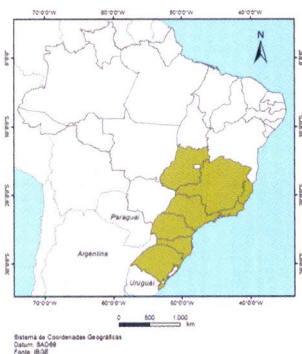 70°0'0"W 60°0'0"W 50°0'0"W 40°0'0"W
N
Paraguai
Argentina
Uruguai
70°0'0"W 60°0'0"W 50°0'0"W 40°0'0"W
0 500 1.000
km
Sistema de Coordenadas Geográficas
Datum: SAD69
Fonte: IBGE